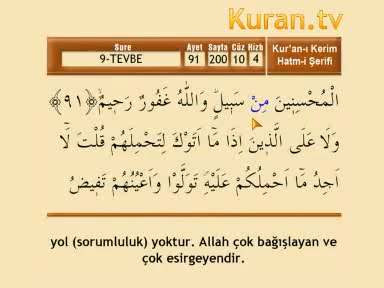 Kuran.tv
Sure Ayet Sayfa Cüz Hizb
9-TEVBE 91 200 10 4
Kur'an-ı Kerim
Hatm-i Şerifi
الْمُحْسِنِينَ مِنْ سَبِيلٍ وَاللّٰهُ غَفُورٌ رَحِيمٌ ﴿٩١﴾
وَلَا عَلَى الَّذِينَ اِذَا مَٓا اَتَوْكَ لِتَحْمِلَهُمْ قُلْتَ لَٓا
اَجِدُ مَٓا اَحْمِلُكُمْ عَلَيْهِ تَوَلَّوْا وَاَعْيُنُهُمْ تَفِيضُ
yol (sorumluluk) yoktur. Allah çok bağışlayan ve
çok esirgeyendir.